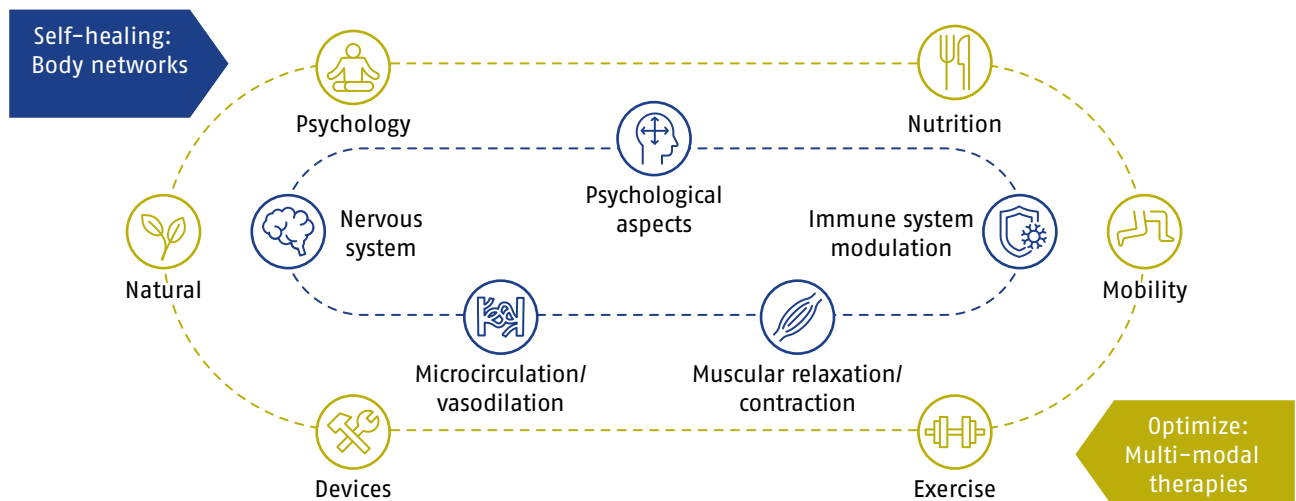 Self-healing:
Body networks
Psychology
Nutrition
Psychological
aspects
Nervous
system
Immune system
modulation
Natural
Mobility
Microcirculation/
vasodilation
Muscular relaxation/
contraction
Optimize:
Multi-modal
therapies
Devices
Exercise